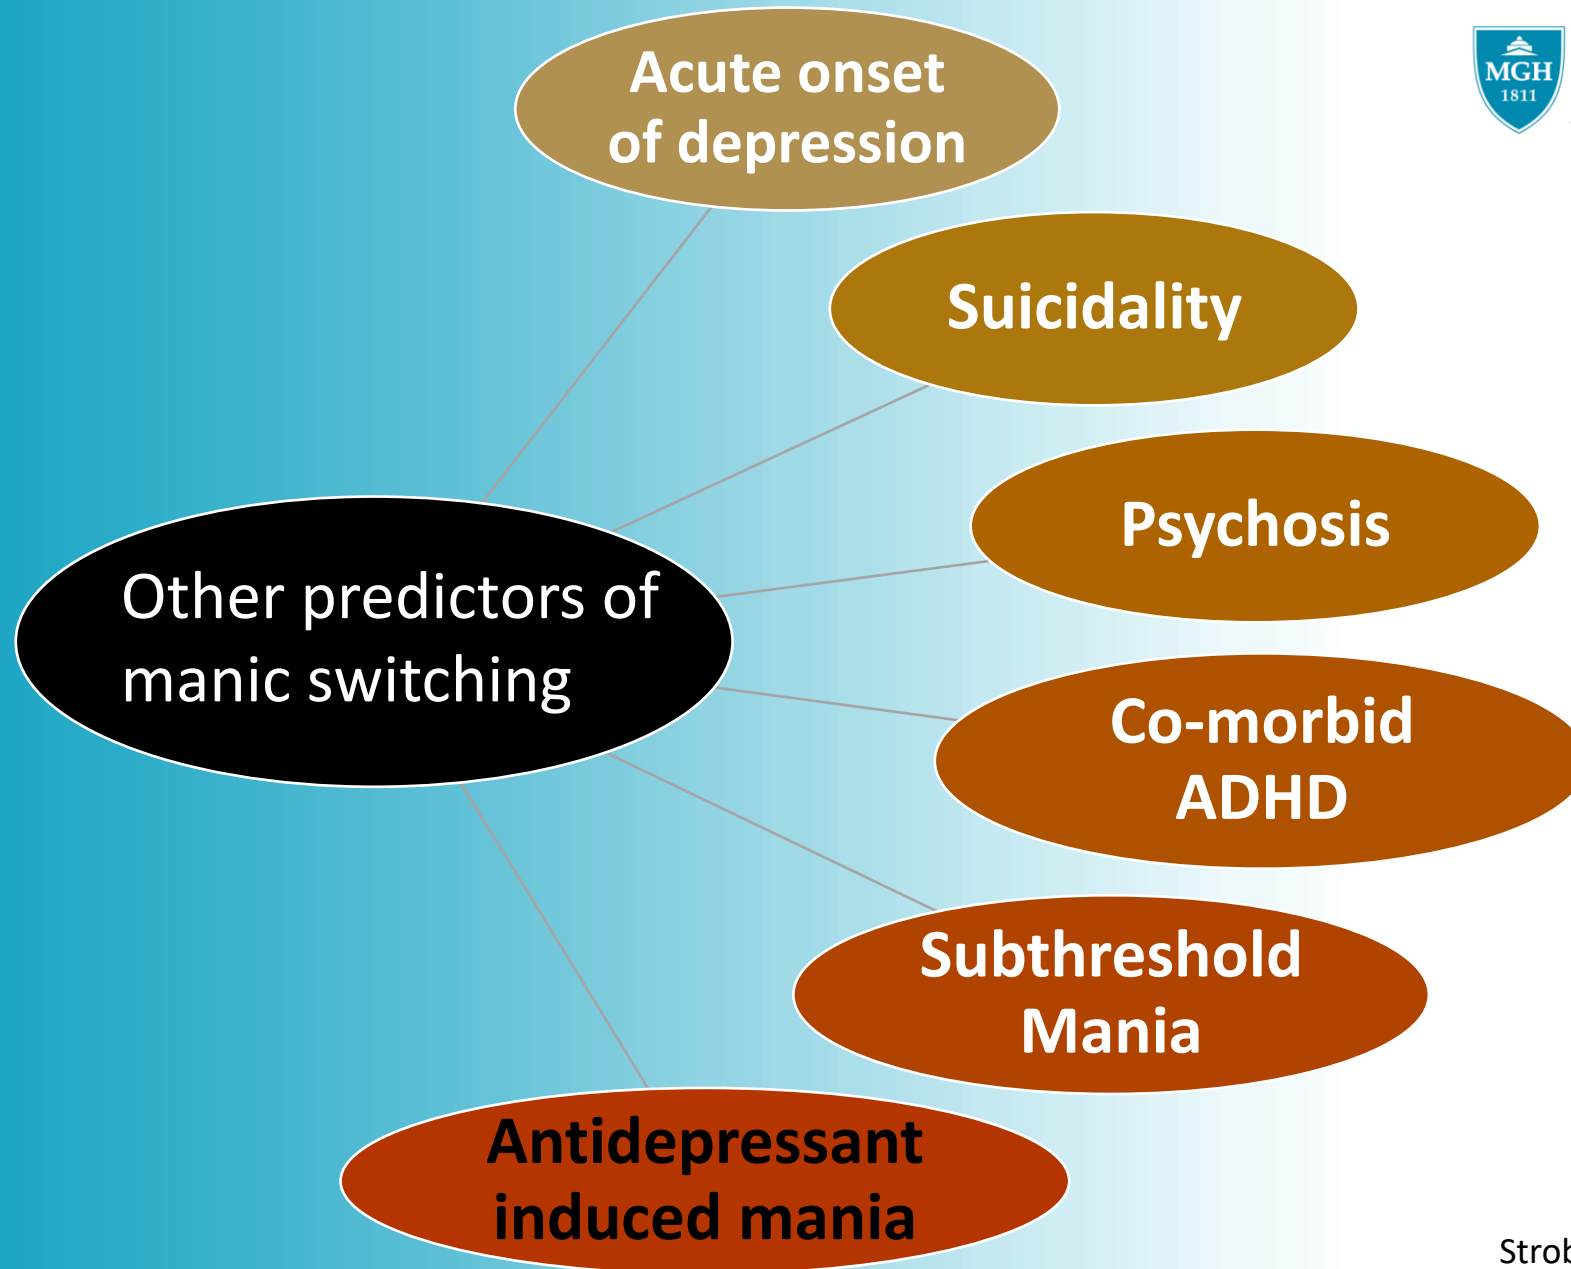 Acute onset
of depression
MGH
1811
Suicidality
Psychosis
Other predictors of
manic switching
Co-morbid
ADHD
Subthreshold
Mania
Antidepressant
induced mania